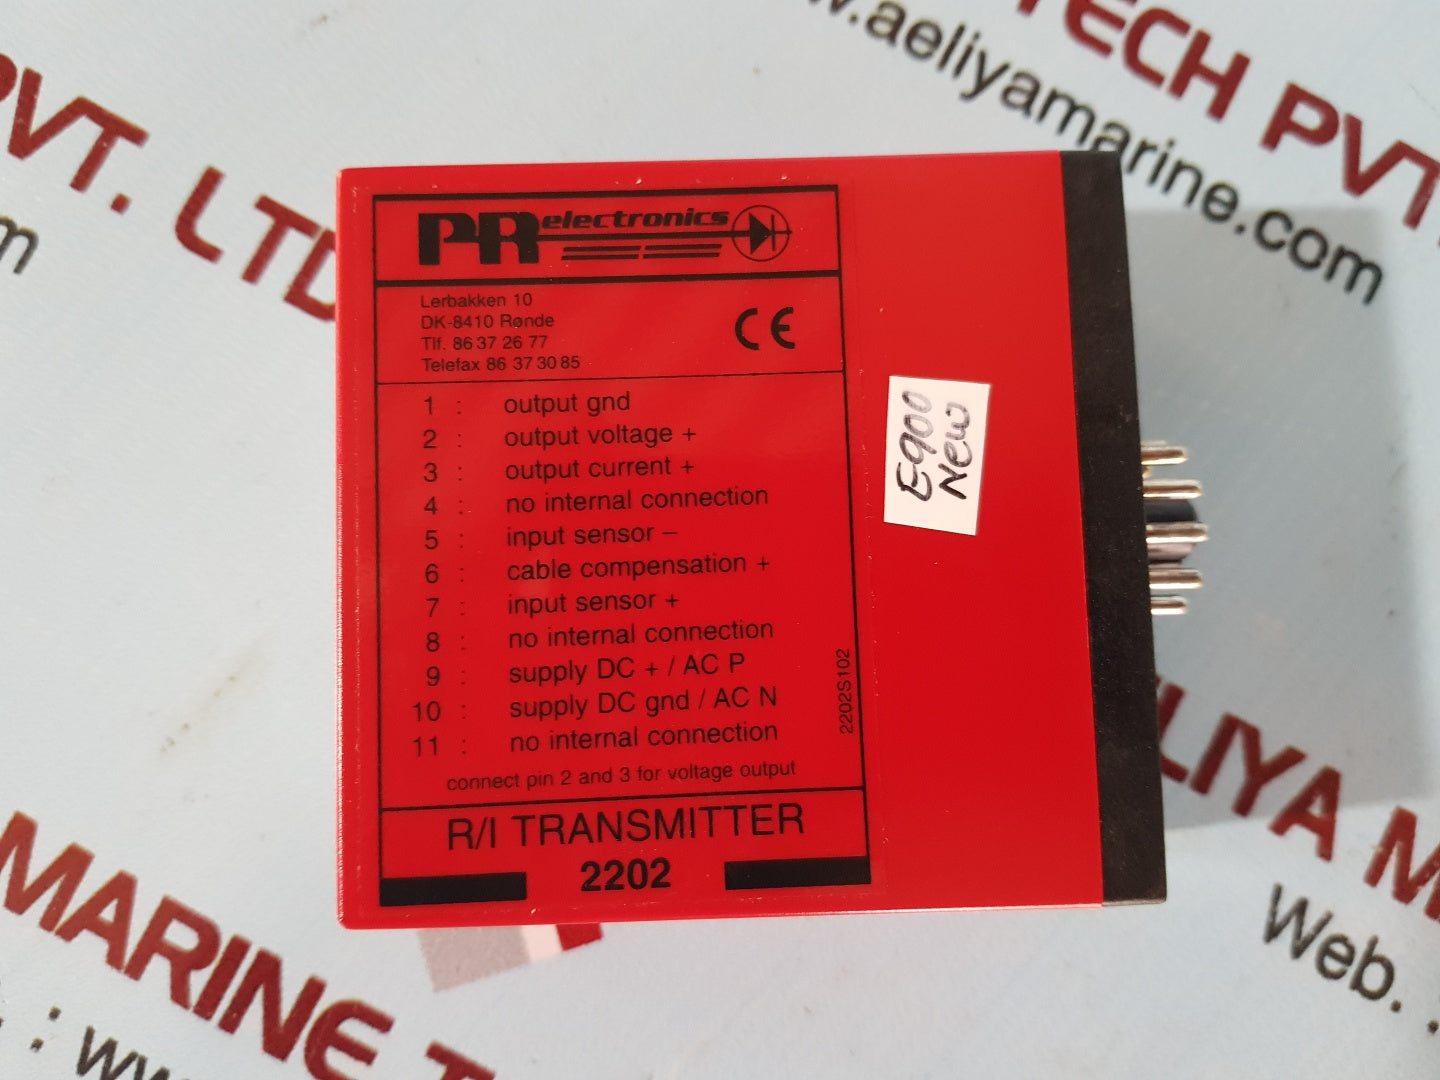 PR electronics
Lerbakken 10
DK-8410 Rønde
Tlf. 86 37 26 77
Telefax 86 37 30 85
CE
1 : output gnd
2 : output voltage +
3 : output current +
4 : no internal connection
5 : input sensor –
6 : cable compensation +
7 : input sensor +
8 : no internal connection
9 : supply DC + / AC P
10 : supply DC gnd / AC N
11 : no internal connection
connect pin 2 and 3 for voltage output
2202S102
R/I TRANSMITTER
2202
E900
New
PVT. LTD
m
TECH PVT.
w.aeliyamarine.com
MARINE T
. : www
ELIYA M
Web. :